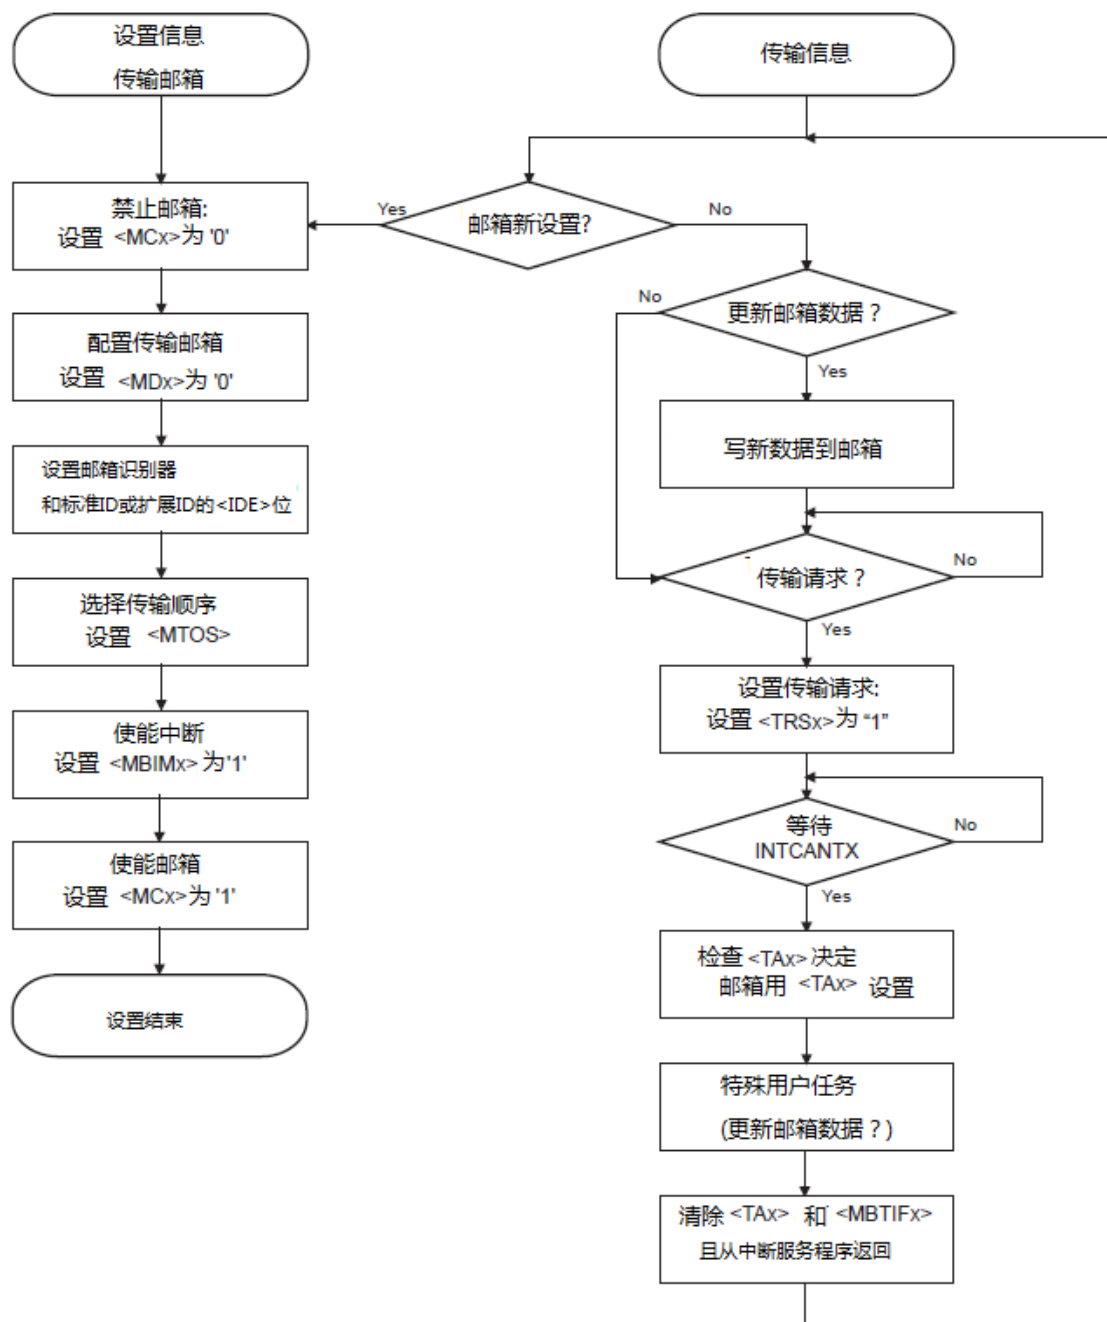 设置信息
传输邮箱
禁止邮箱:
设置 <MCx>为 '0'
配置传输邮箱
设置 <MDx>为 '0'
设置邮箱识别器
和标准ID或扩展ID的<IDE>位
选择传输顺序
设置 <MTOS>
使能中断
设置 <MBIMx> 为'1'
使能邮箱
设置 <MCx>为 '1'
设置结束
传输信息
邮箱新设置?
Yes
No
更新邮箱数据？
No
Yes
写新数据到邮箱
传输请求？
No
Yes
设置传输请求:
设置 <TRSx>为 “1”
等待
INTCANTX
No
Yes
检查 <TAx> 决定
邮箱用 <TAx> 设置
特殊用户任务
(更新邮箱数据？)
清除 <TAx> 和 <MBTIFx>
且从中断服务程序返回